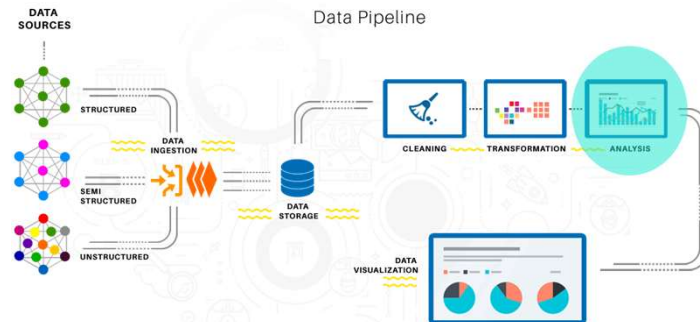 Data Pipeline
DATA
SOURCES
STRUCTURED
SEMI
STRUCTURED
UNSTRUCTURED
DATA
INGESTION
DATA
STORAGE
CLEANING
TRANSFORMATION
ANALYSIS
DATA
VISUALIZATION